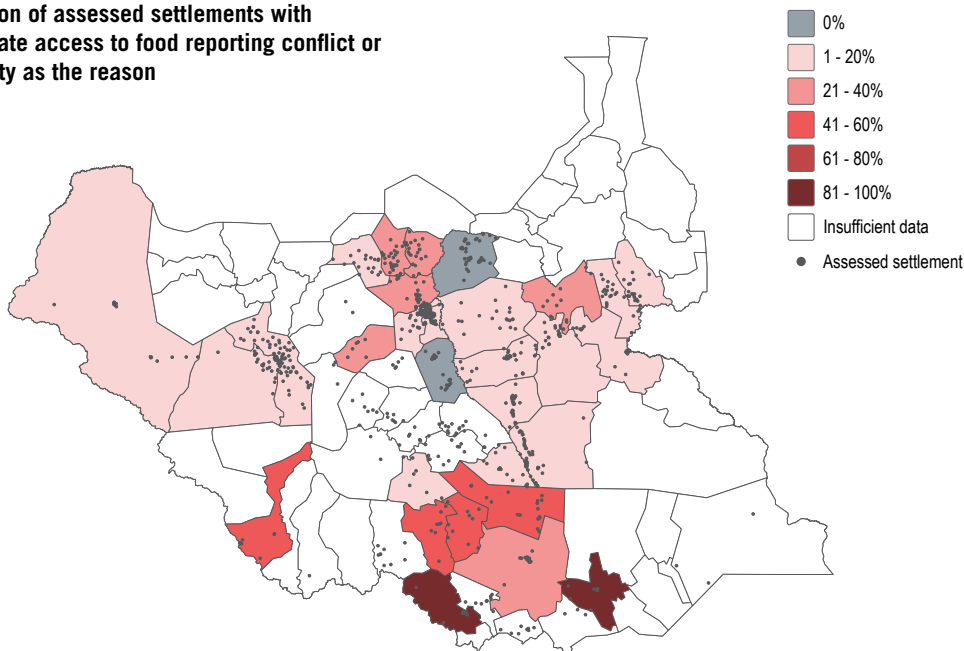 on of assessed settlements with
ate access to food reporting conflict or
ty as the reason
0%
1 - 20%
21 - 40%
41 - 60%
61 - 80%
81 - 100%
Insufficient data
Assessed settlement